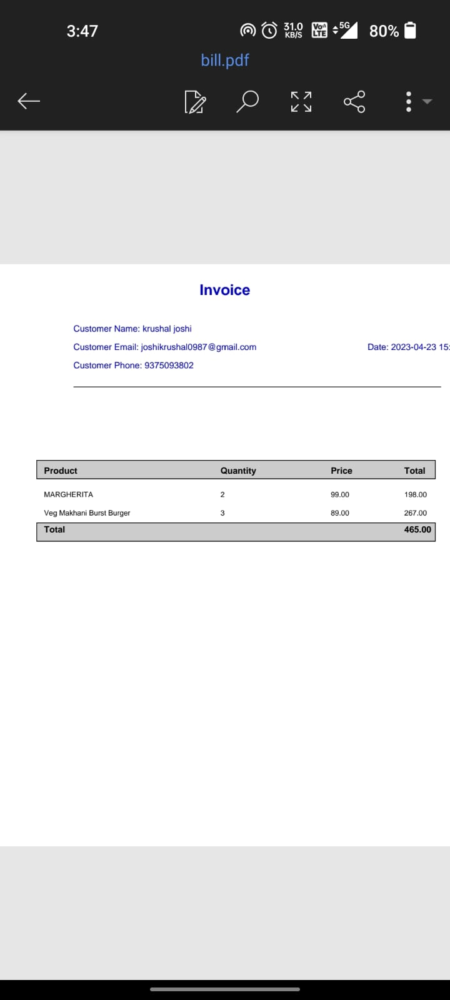 3:47
31.0
KB/S
Vo))
LTE
5G
80%
bill.pdf
Invoice
Customer Name: krushal joshi
Customer Email: joshikrushal0987@gmail.com Date: 2023-04-23 15:
Customer Phone: 9375093802
Product Quantity Price Total
MARGHERITA 2 99.00 198.00
Veg Makhani Burst Burger 3 89.00 267.00
Total 465.00